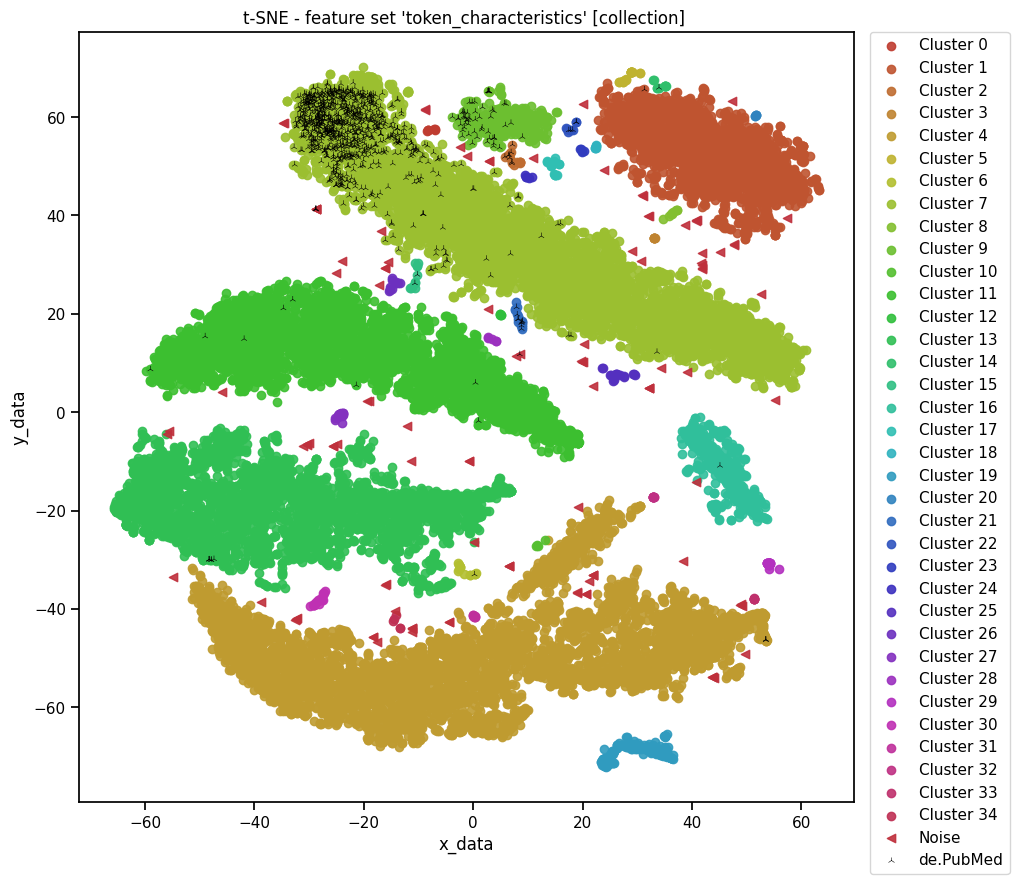 t-SNE - feature set 'token_characteristics' [collection]
y_data
60
40
20
0
−20
−40
−60
−60
−40
−20
0
20
40
60
x_data
Cluster 0
Cluster 1
Cluster 2
Cluster 3
Cluster 4
Cluster 5
Cluster 6
Cluster 7
Cluster 8
Cluster 9
Cluster 10
Cluster 11
Cluster 12
Cluster 13
Cluster 14
Cluster 15
Cluster 16
Cluster 17
Cluster 18
Cluster 19
Cluster 20
Cluster 21
Cluster 22
Cluster 23
Cluster 24
Cluster 25
Cluster 26
Cluster 27
Cluster 28
Cluster 29
Cluster 30
Cluster 31
Cluster 32
Cluster 33
Cluster 34
Noise
de.PubMed